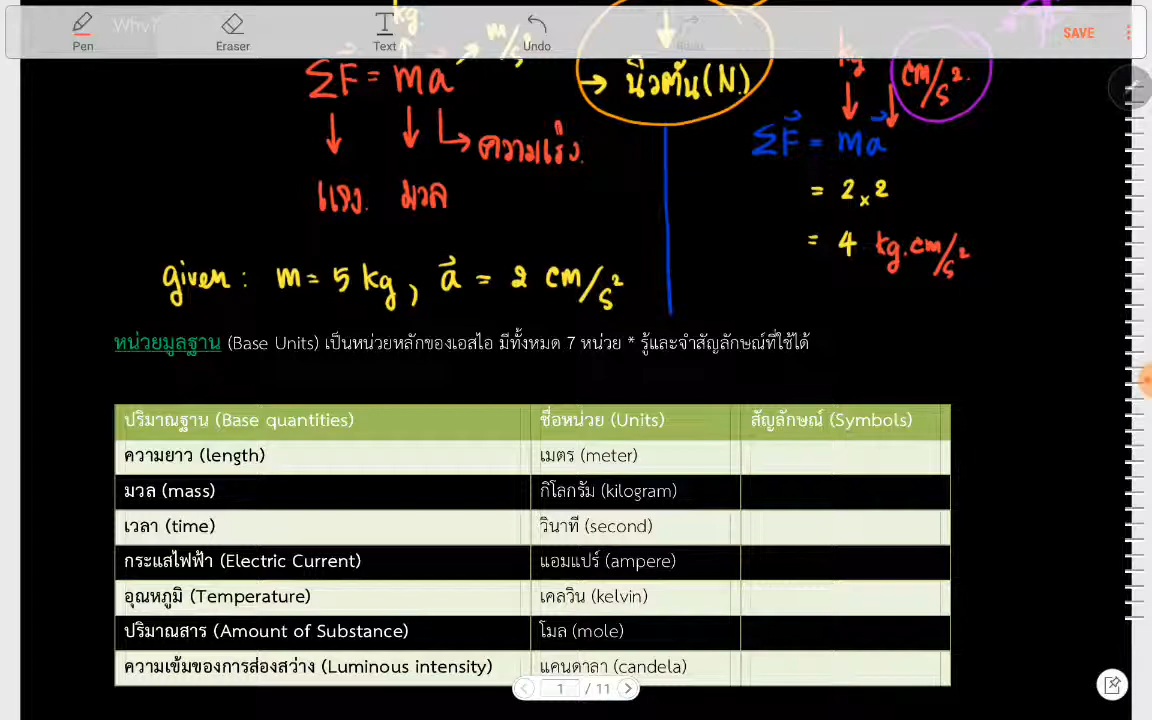 Pen
Why?
Eraser
Text
Undo
SAVE
kg.
m/s
ΣF = ma
→ นิวตัน(N.)
kg
cm/s².
ความเร่ง.
ΣF = ma
แรง.
มวล
= 2 x 2
= 4 kg.cm/s²
given: m = 5 kg, a = 2 cm/s²
หน่วยมูลฐาน (Base Units) เป็นหน่วยหลักของเอสไอ มีทั้งหมด 7 หน่วย * รู้และจำสัญลักษณ์ที่ใช้ได้
ปริมาณฐาน (Base quantities) ชื่อหน่วย (Units) สัญลักษณ์ (Symbols)
ความยาว (length) เมตร (meter)
มวล (mass) กิโลกรัม (kilogram)
เวลา (time) วินาที (second)
กระแสไฟฟ้า (Electric Current) แอมแปร์ (ampere)
อุณหภูมิ (Temperature) เคลวิน (kelvin)
ปริมาณสาร (Amount of Substance) โมล (mole)
ความเข้มของการส่องสว่าง (Luminous intensity) แคนดาลา (candela)
1 / 11